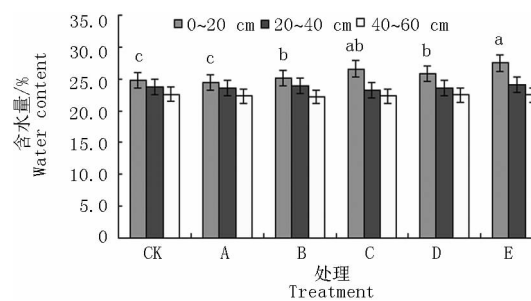 0~20 cm 20~40 cm 40~60 cm
35.0
30.0
25.0
20.0
15.0
10.0
5.0
0
含水量/%
Water content
c c b ab b a
CK A B C D E
处理
Treatment